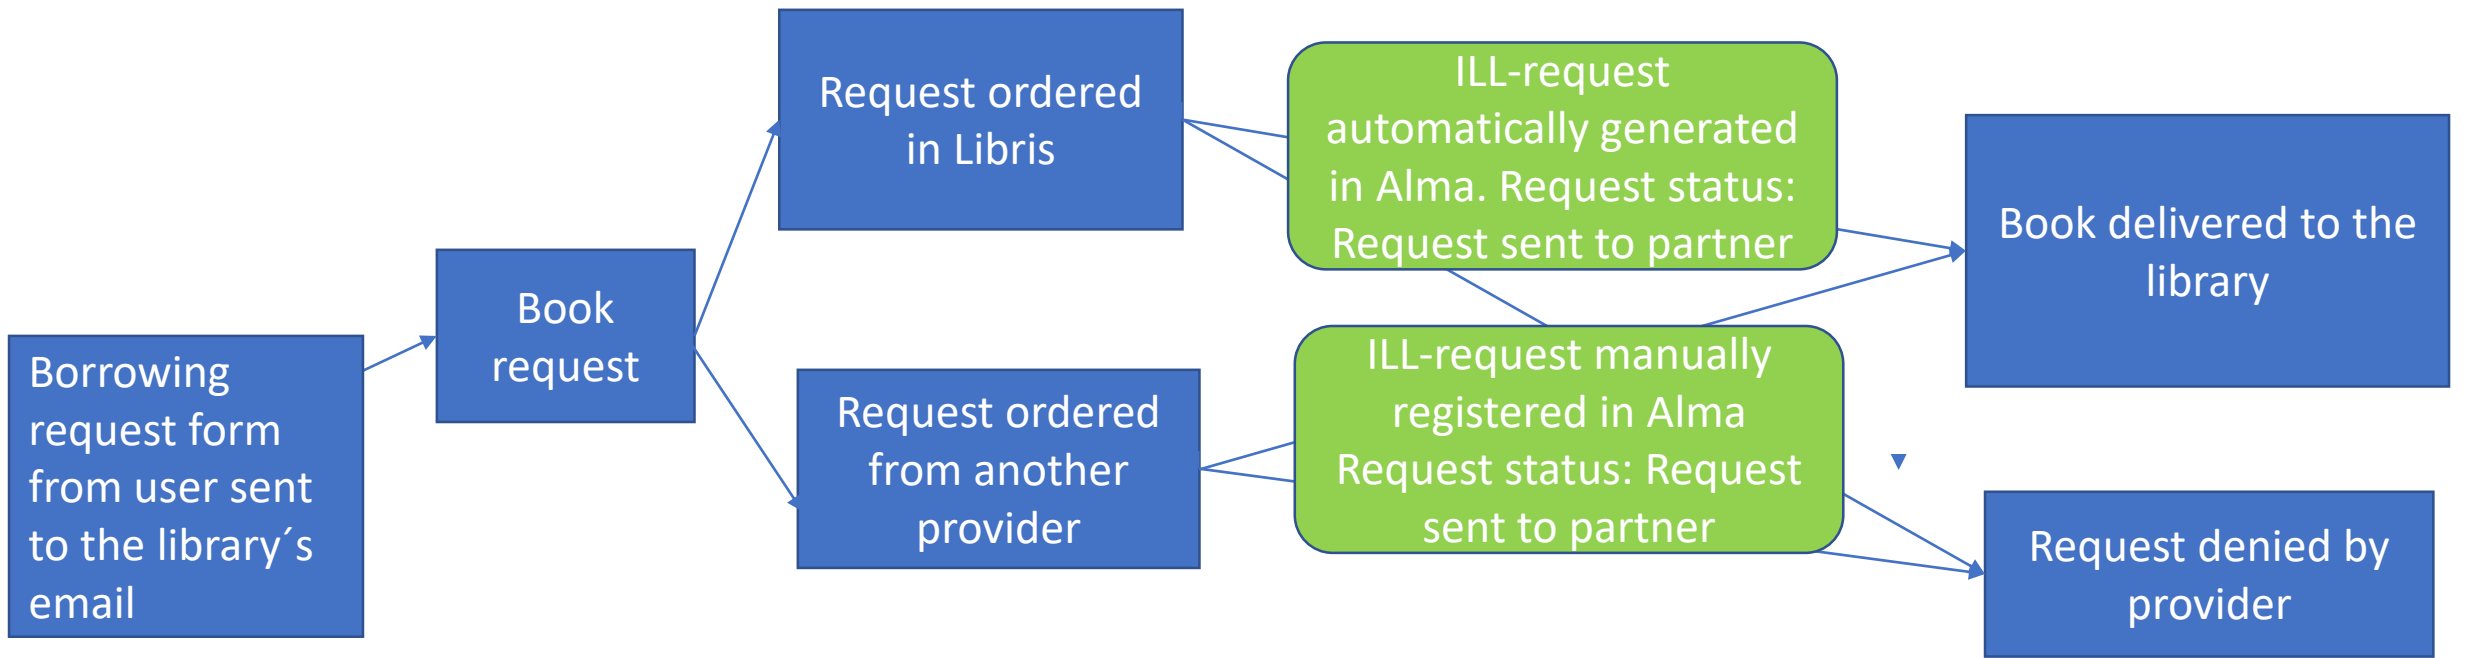 Borrowing
request form
from user sent
to the library´s
email
Book
request
Request ordered
in Libris
Request ordered
from another
provider
ILL-request
automatically generated
in Alma. Request status:
Request sent to partner
ILL-request manually
registered in Alma
Request status: Request
sent to partner
Book delivered to the
library
Request denied by
provider